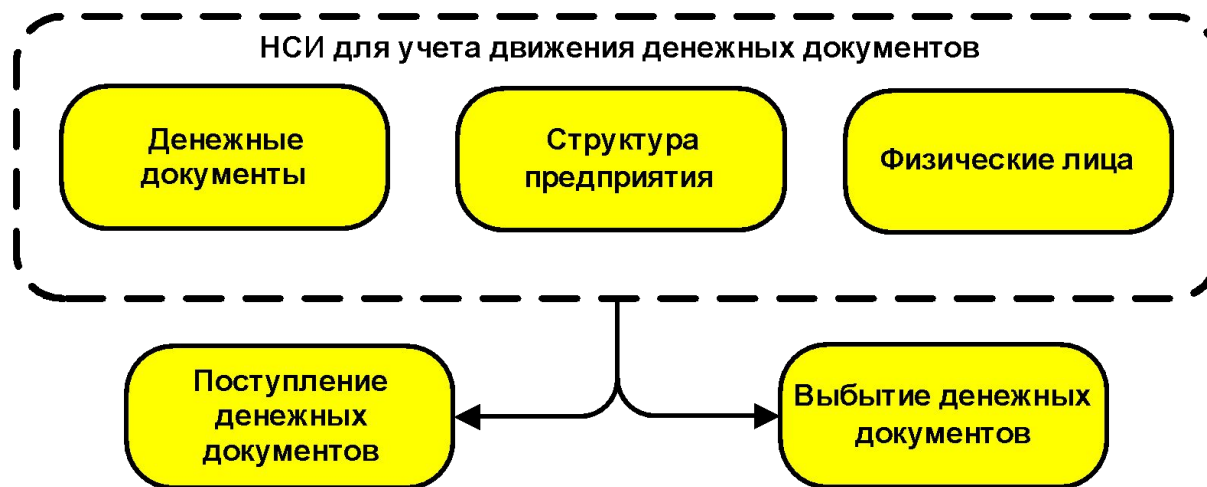 НСИ для учета движения денежных документов
Денежные
документы
Структура
предприятия
Физические лица
Поступление
денежных
документов
Выбытие денежных
документов